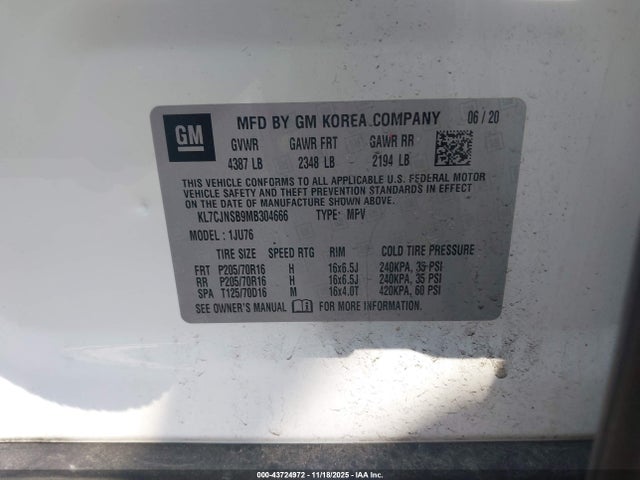 GM MFD BY GM KOREA COMPANY 06/20
GVWR GAWR FRT GAWR RR
4387 LB 2348 LB 2194 LB
THIS VEHICLE CONFORMS TO ALL APPLICABLE U.S. FEDERAL MOTOR
VEHICLE SAFETY AND THEFT PREVENTION STANDARDS IN EFFECT
ON THE DATE OF MANUFACTURE SHOWN ABOVE.
KL7CJNSB9MB304666 TYPE: MPV
MODEL: 1JU76
TIRE SIZE SPEED RTG RIM COLD TIRE PRESSURE
FRT P205/70R16 H 16x6.5J 240KPA, 35 PSI
RR P205/70R16 H 16x6.5J 240KPA, 35 PSI
SPA T125/70D16 M 16x4.0T 420KPA, 60 PSI
SEE OWNER'S MANUAL FOR MORE INFORMATION.
000-43724972 - 11/18/2025 - IAA Inc.